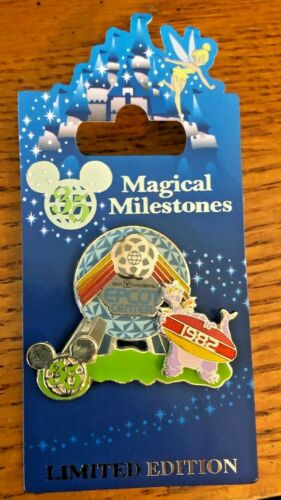 35
Magical
Milestones
Walt Disney World
EPCOT
CENTER
1982
35
LIMITED EDITION